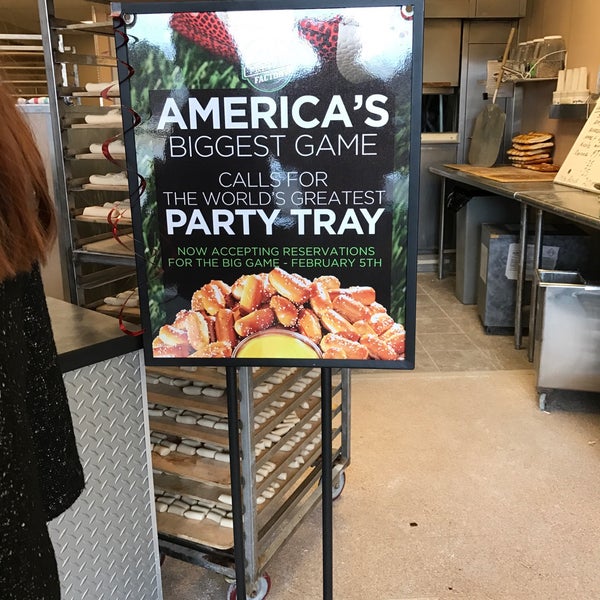 FACTORY
AMERICA'S
BIGGEST GAME
CALLS FOR
THE WORLD'S GREATEST
PARTY TRAY
NOW ACCEPTING RESERVATIONS
FOR THE BIG GAME - FEBRUARY 5TH